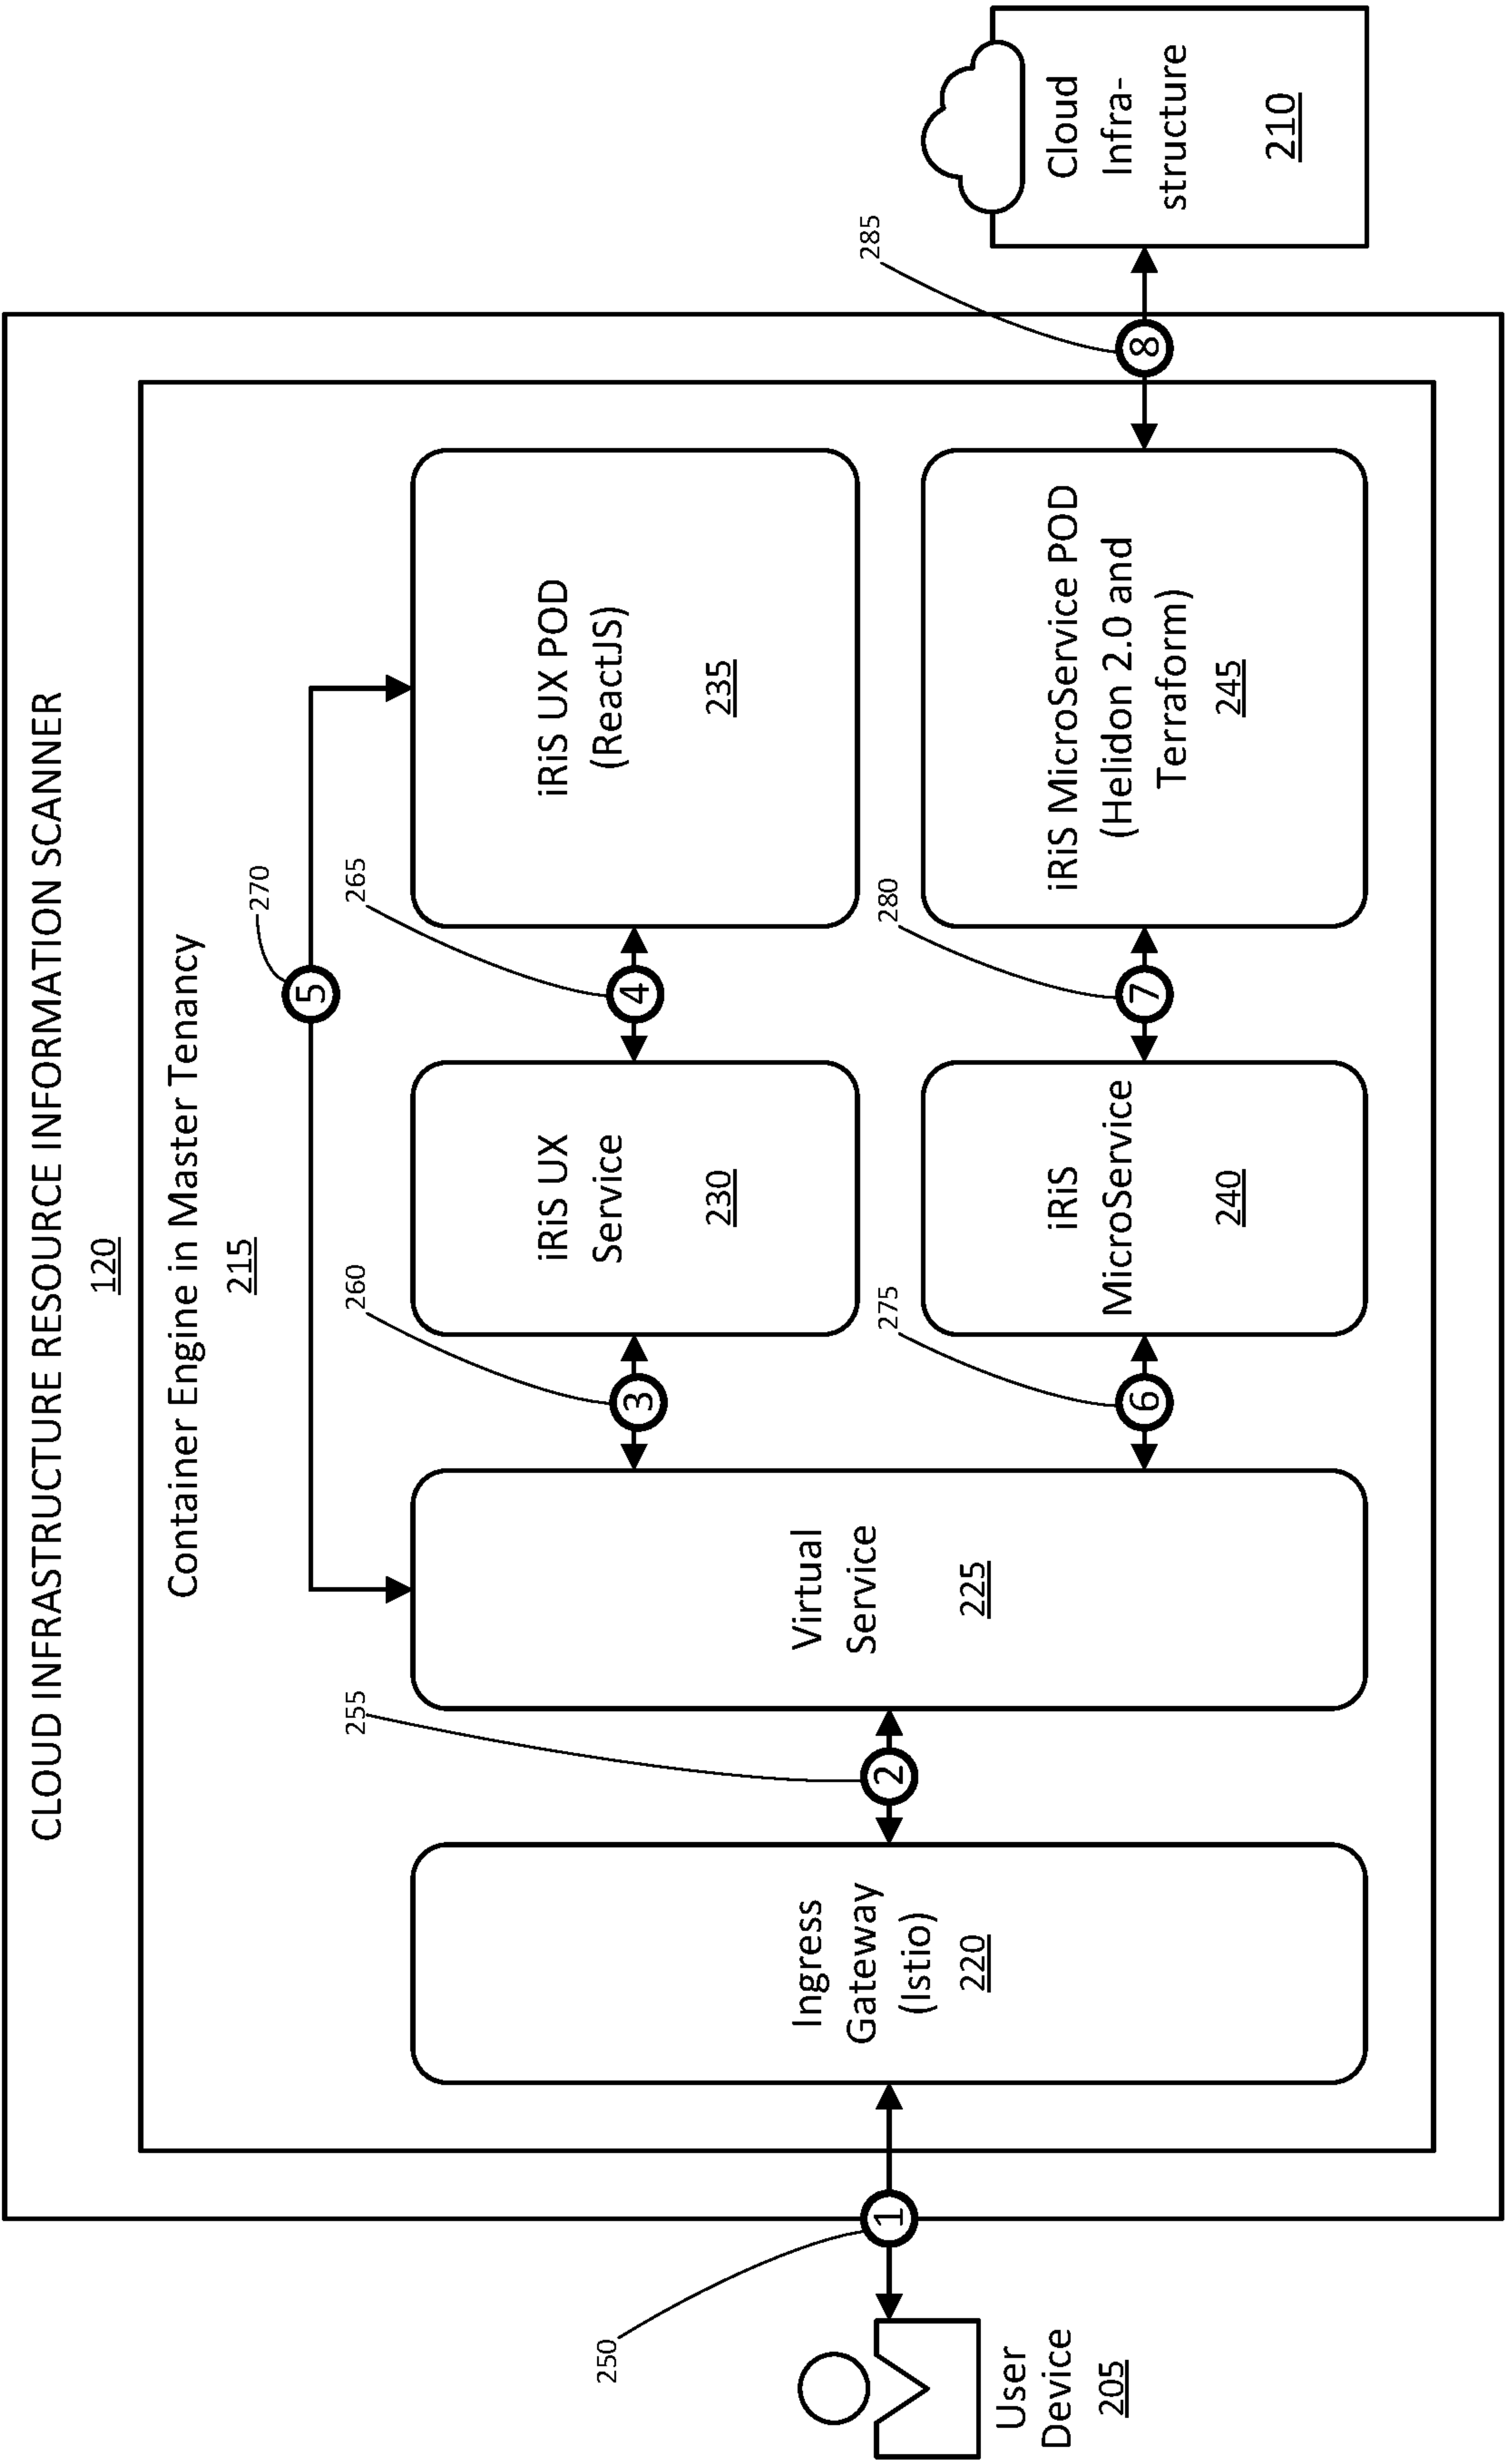 CLOUD INFRASTRUCTURE RESOURCE INFORMATION SCANNER
120
Container Engine in Master Tenancy
215
270
5
250
1
User
Device
205
Ingress
Gateway
(Istio)
220
255
2
Virtual
Service
225
260
3
iRiS UX
Service
230
265
4
iRiS UX POD
(ReactJS)
235
275
6
iRiS
MicroService
240
280
7
iRiS MicroService POD
(Helidon 2.0 and
Terraform)
245
285
8
Cloud
Infra-
structure
210